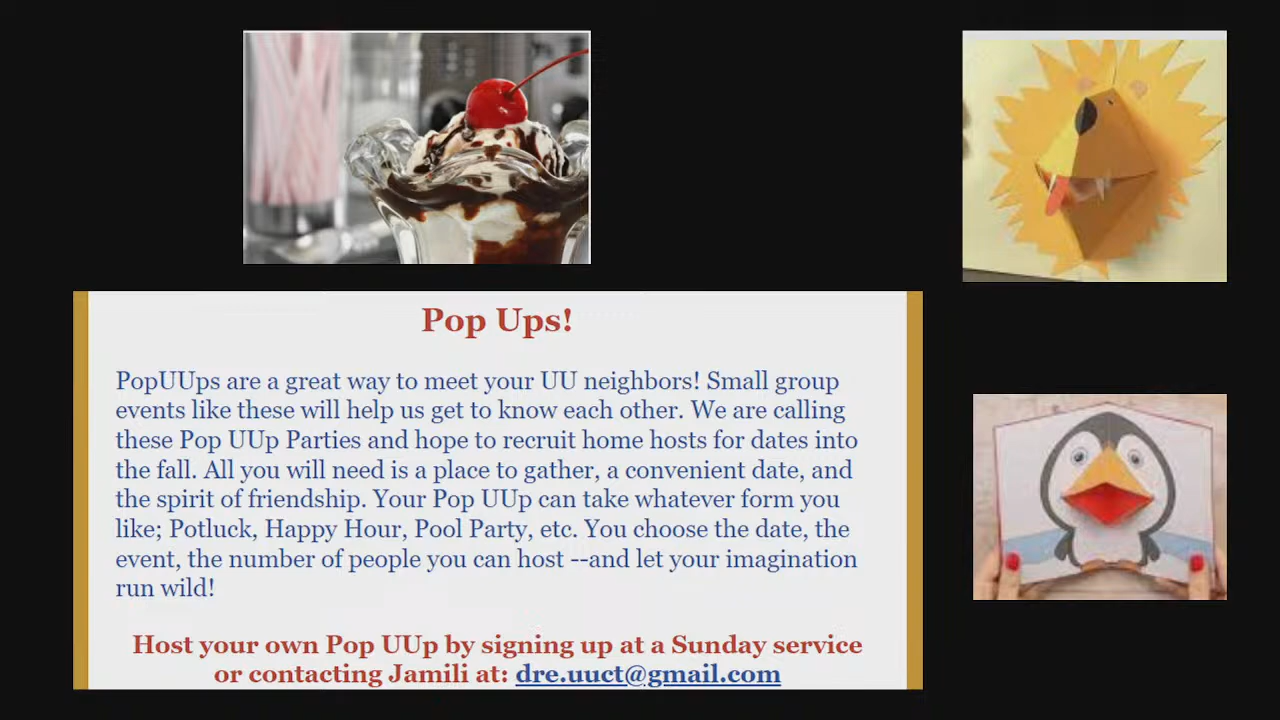 Pop Ups!
PopUUps are a great way to meet your UU neighbors! Small group
events like these will help us get to know each other. We are calling
these Pop UUp Parties and hope to recruit home hosts for dates into
the fall. All you will need is a place to gather, a convenient date, and
the spirit of friendship. Your Pop UUp can take whatever form you
like; Potluck, Happy Hour, Pool Party, etc. You choose the date, the
event, the number of people you can host --and let your imagination
run wild!
Host your own Pop UUp by signing up at a Sunday service
or contacting Jamili at: dre.uuct@gmail.com